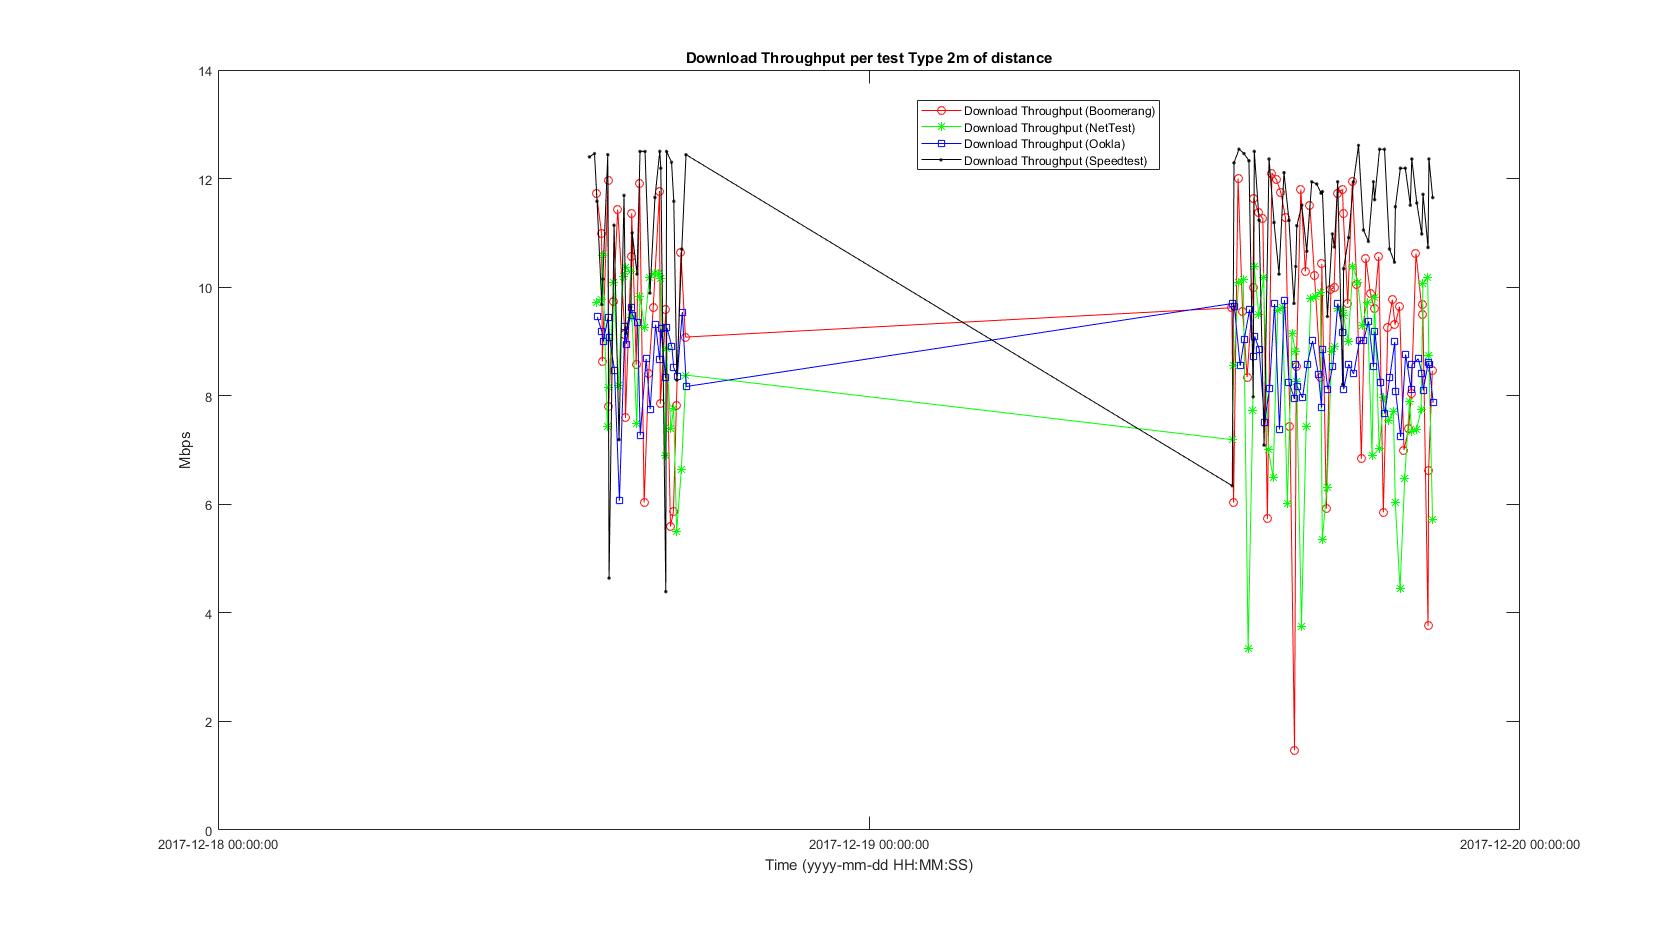 Download Throughput per test Type 2m of distance
14
Download Throughput (Boomerang)
Download Throughput (NetTest)
Download Throughput (Ookla)
Download Throughput (Speedtest)
12
10
8
Mbps
6
4
2
0
2017-12-18 00:00:00
2017-12-19 00:00:00
2017-12-20 00:00:00
Time (yyyy-mm-dd HH:MM:SS)